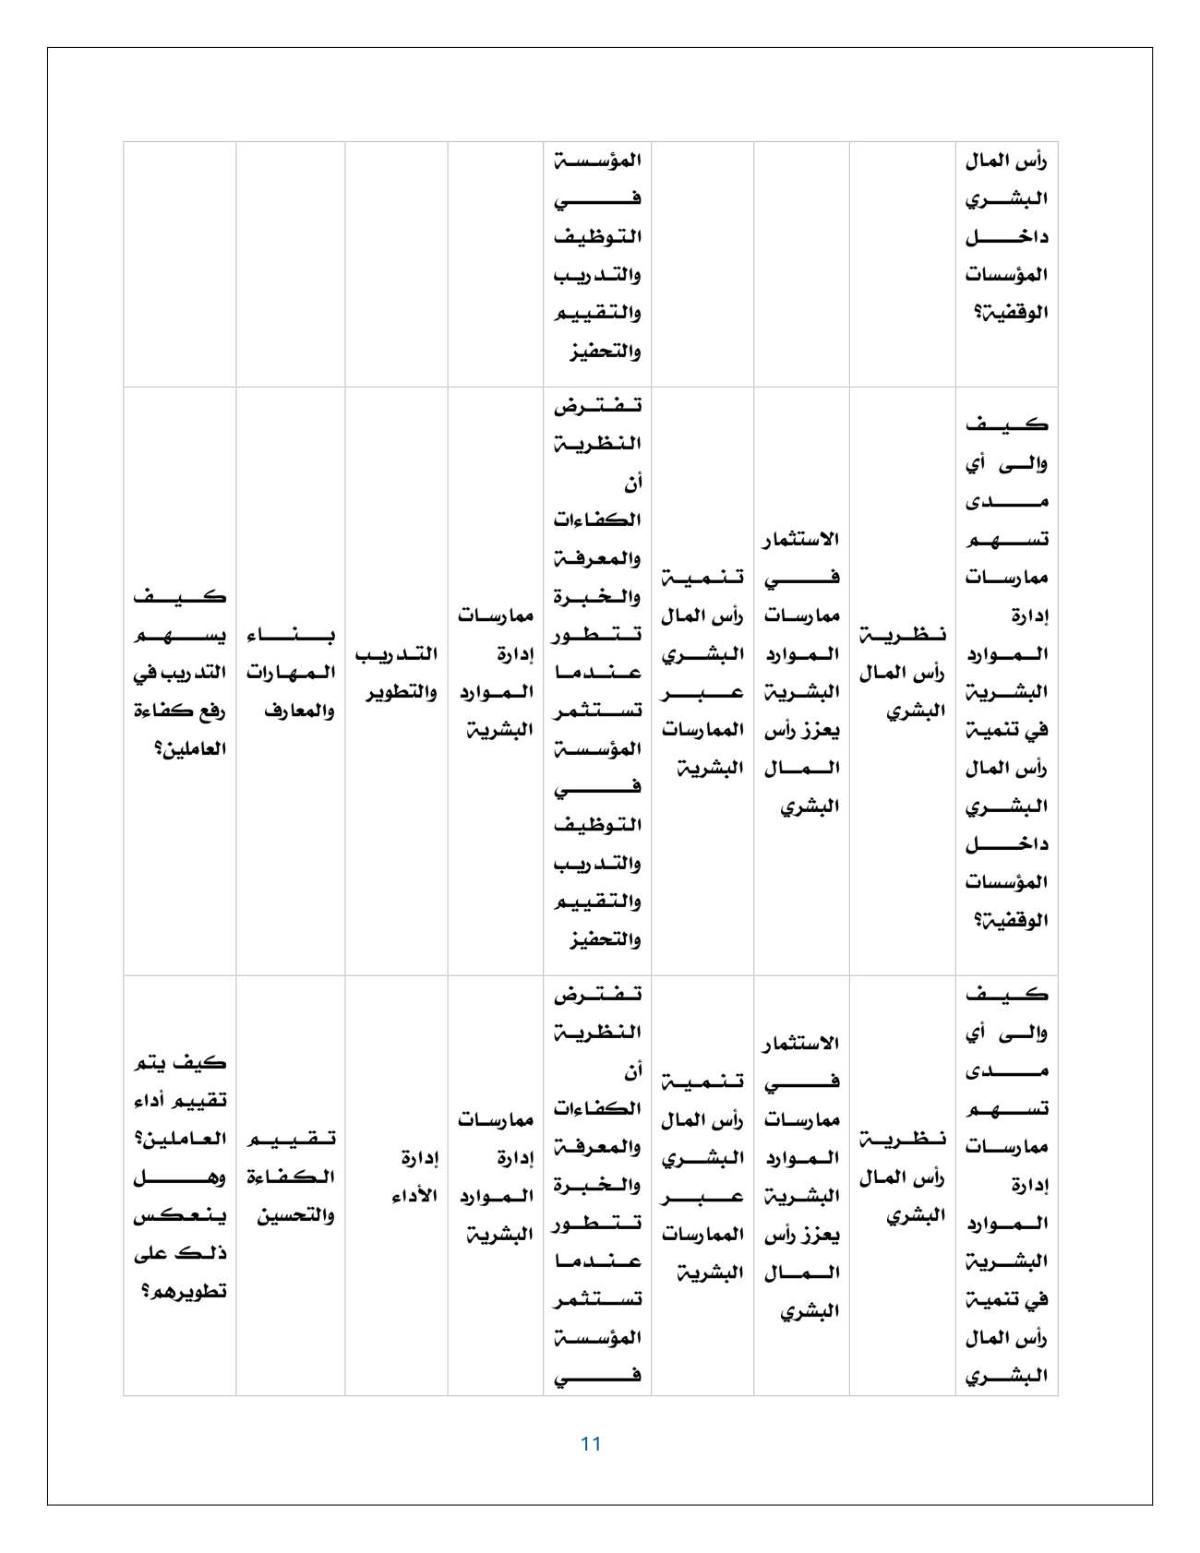 رأس المال
البشري
داخل
المؤسسات
الوقفية؟
المؤسسة
في
التوظيف
والتدريب
والتقييم
والتحفيز
كيف
وإلى أي
مدى
تسهم
ممارسات
إدارة
الموارد
البشرية
في تنمية
رأس المال
البشري
داخل
المؤسسات
الوقفية؟
نظرية
رأس المال
البشري
الاستثمار
في
ممارسات
الموارد
البشرية
يعزز رأس
المال
البشري
تنمية
رأس المال
البشري
عبر
الممارسات
البشرية
تفترض
النظرية
أن
الكفاءات
والمعرفة
والخبرة
تتطور
عندما
تستثمر
المؤسسة
في
التوظيف
والتدريب
والتقييم
والتحفيز
ممارسات
إدارة
الموارد
البشرية
التدريب
والتطوير
بناء
المهارات
والمعارف
كيف
يسهم
التدريب في
رفع كفاءة
العاملين؟
كيف
وإلى أي
مدى
تسهم
ممارسات
إدارة
الموارد
البشرية
في تنمية
رأس المال
البشري
نظرية
رأس المال
البشري
الاستثمار
في
ممارسات
الموارد
البشرية
يعزز رأس
المال
البشري
تنمية
رأس المال
البشري
عبر
الممارسات
البشرية
تفترض
النظرية
أن
الكفاءات
والمعرفة
والخبرة
تتطور
عندما
تستثمر
المؤسسة
في
ممارسات
إدارة
الموارد
البشرية
إدارة
الأداء
تقييم
الكفاءة
والتحسين
كيف يتم
تقييم أداء
العاملين؟
وهل
ينعكس
ذلك على
تطويرهم؟
11